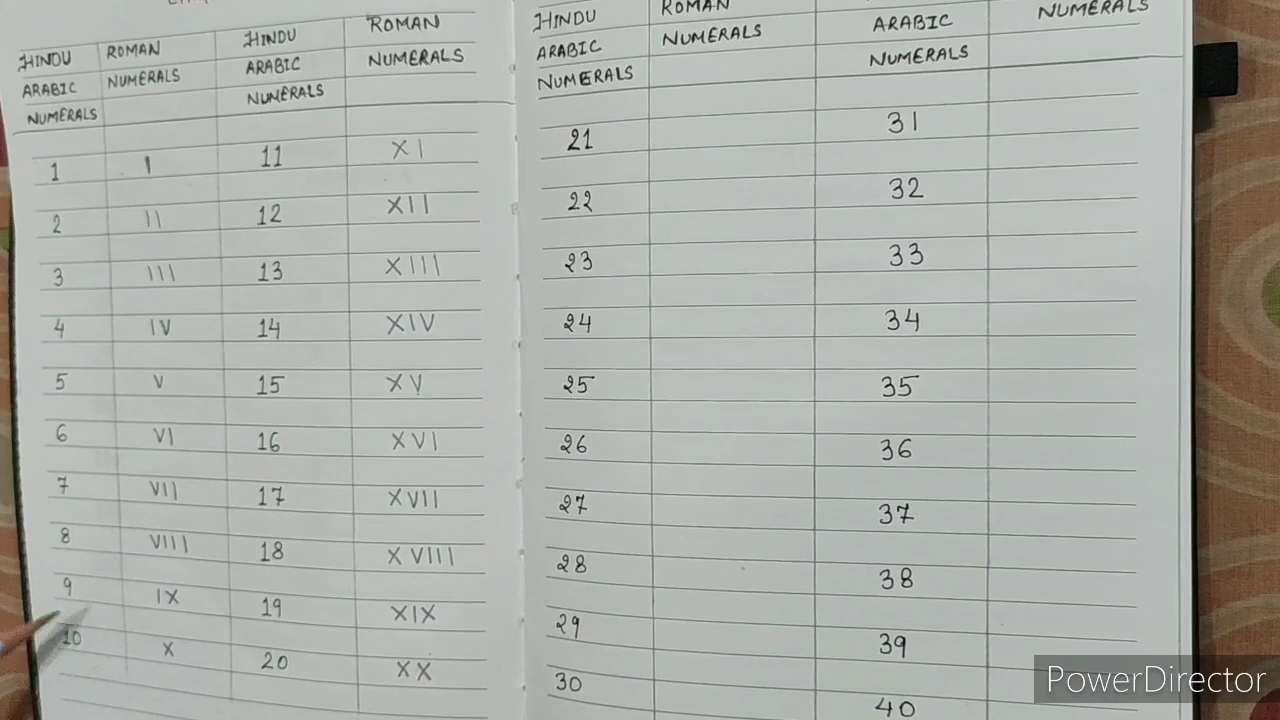 HINDU ROMAN HINDU ROMAN
ARABIC NUMERALS ARABIC NUMERALS
NUMERALS NUMERALS
1 I 11 XI
2 II 12 XII
3 III 13 XIII
4 IV 14 XIV
5 V 15 XV
6 VI 16 XVI
7 VII 17 XVII
8 VIII 18 XVIII
9 IX 19 XIX
10 X 20 XX
HINDU ROMAN ARABIC NUMERALS
ARABIC NUMERALS NUMERALS
NUMERALS
21 31
22 32
23 33
24 34
25 35
26 36
27 37
28 38
29 39
30 40
PowerDirector